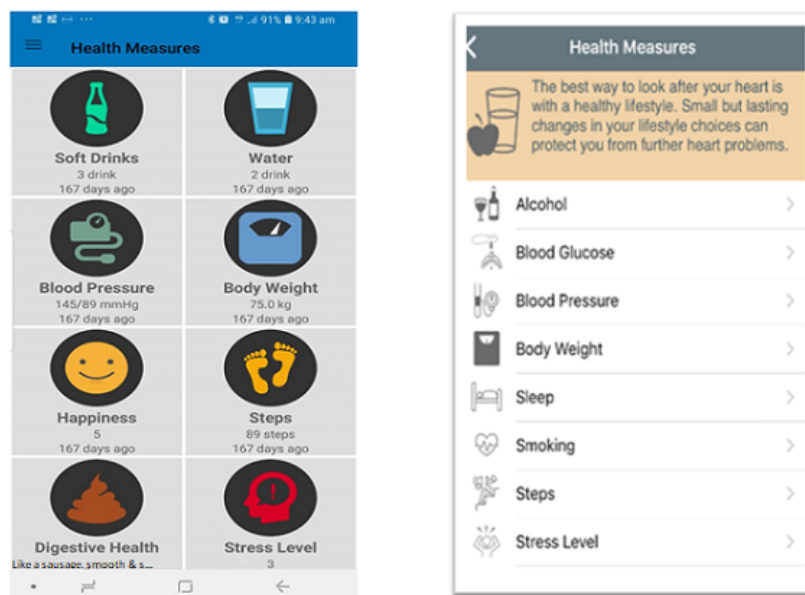 91% 9:43 am
Health Measures
Soft Drinks
3 drink
167 days ago
Water
2 drink
167 days ago
Blood Pressure
145/89 mmHg
167 days ago
Body Weight
75.0 kg
167 days ago
Happiness
5
167 days ago
Steps
89 steps
167 days ago
Digestive Health
Like a sausage, smooth & s...
Stress Level
3
Health Measures
The best way to look after your heart is
with a healthy lifestyle. Small but lasting
changes in your lifestyle choices can
protect you from further heart problems.
Alcohol
Blood Glucose
Blood Pressure
Body Weight
Sleep
Smoking
Steps
Stress Level